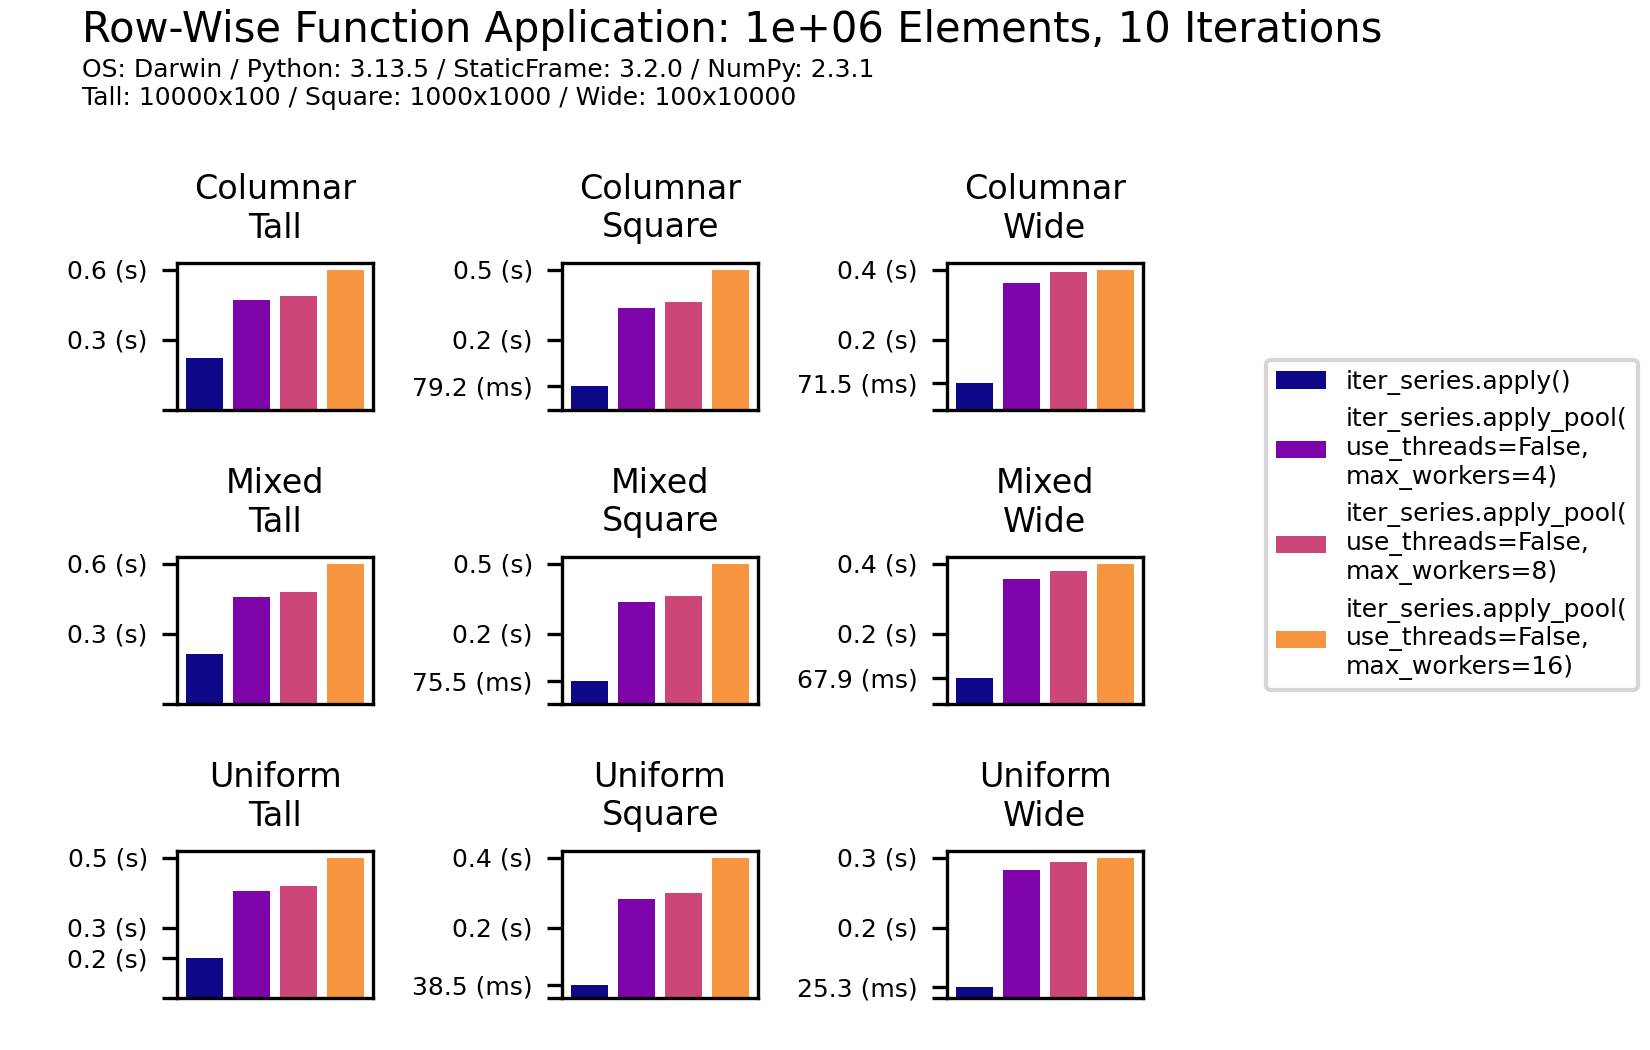 Row-Wise Function Application: 1e+06 Elements, 10 Iterations
OS: Darwin / Python: 3.13.5 / StaticFrame: 3.2.0 / NumPy: 2.3.1
Tall: 10000x100 / Square: 1000x1000 / Wide: 100x10000
Columnar
Tall
0.6 (s)
0.3 (s)
Columnar
Square
0.5 (s)
0.2 (s)
79.2 (ms)
Columnar
Wide
0.4 (s)
0.2 (s)
71.5 (ms)
Mixed
Tall
0.6 (s)
0.3 (s)
Mixed
Square
0.5 (s)
0.2 (s)
75.5 (ms)
Mixed
Wide
0.4 (s)
0.2 (s)
67.9 (ms)
Uniform
Tall
0.5 (s)
0.3 (s)
0.2 (s)
Uniform
Square
0.4 (s)
0.2 (s)
38.5 (ms)
Uniform
Wide
0.3 (s)
0.2 (s)
25.3 (ms)
iter_series.apply()
iter_series.apply_pool(
use_threads=False,
max_workers=4)
iter_series.apply_pool(
use_threads=False,
max_workers=8)
iter_series.apply_pool(
use_threads=False,
max_workers=16)